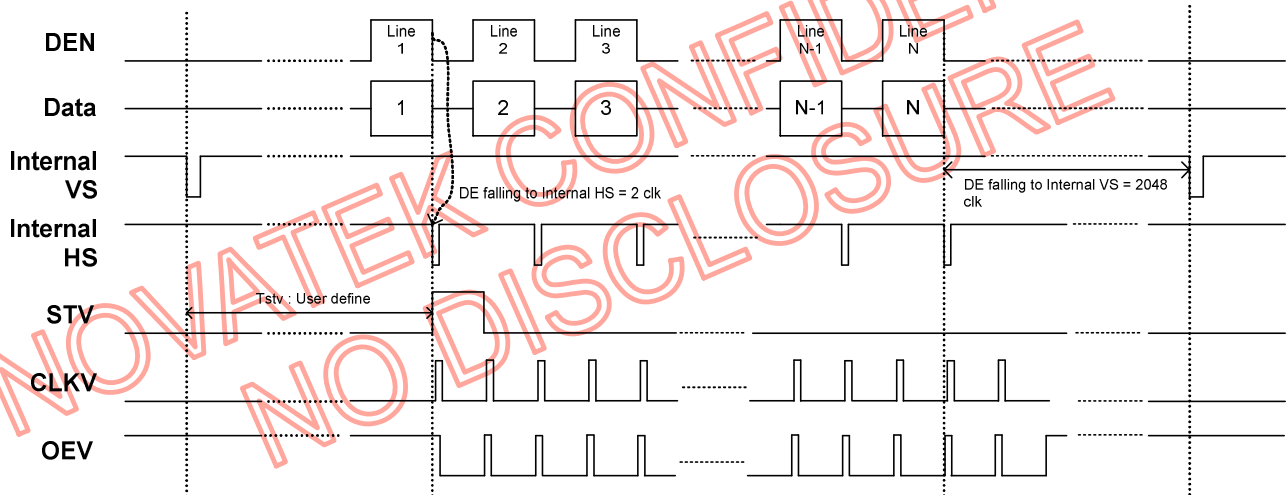 DEN
Line
1
Line
2
Line
3
Line
N-1
Line
N
Data
1
2
3
N-1
N
Internal
VS
DE falling to Internal HS = 2 clk
DE falling to Internal VS = 2048
clk
Internal
HS
Tstv : User define
STV
CLKV
OEV
NOVATEK CONFIDE
NO DISCLOSURE